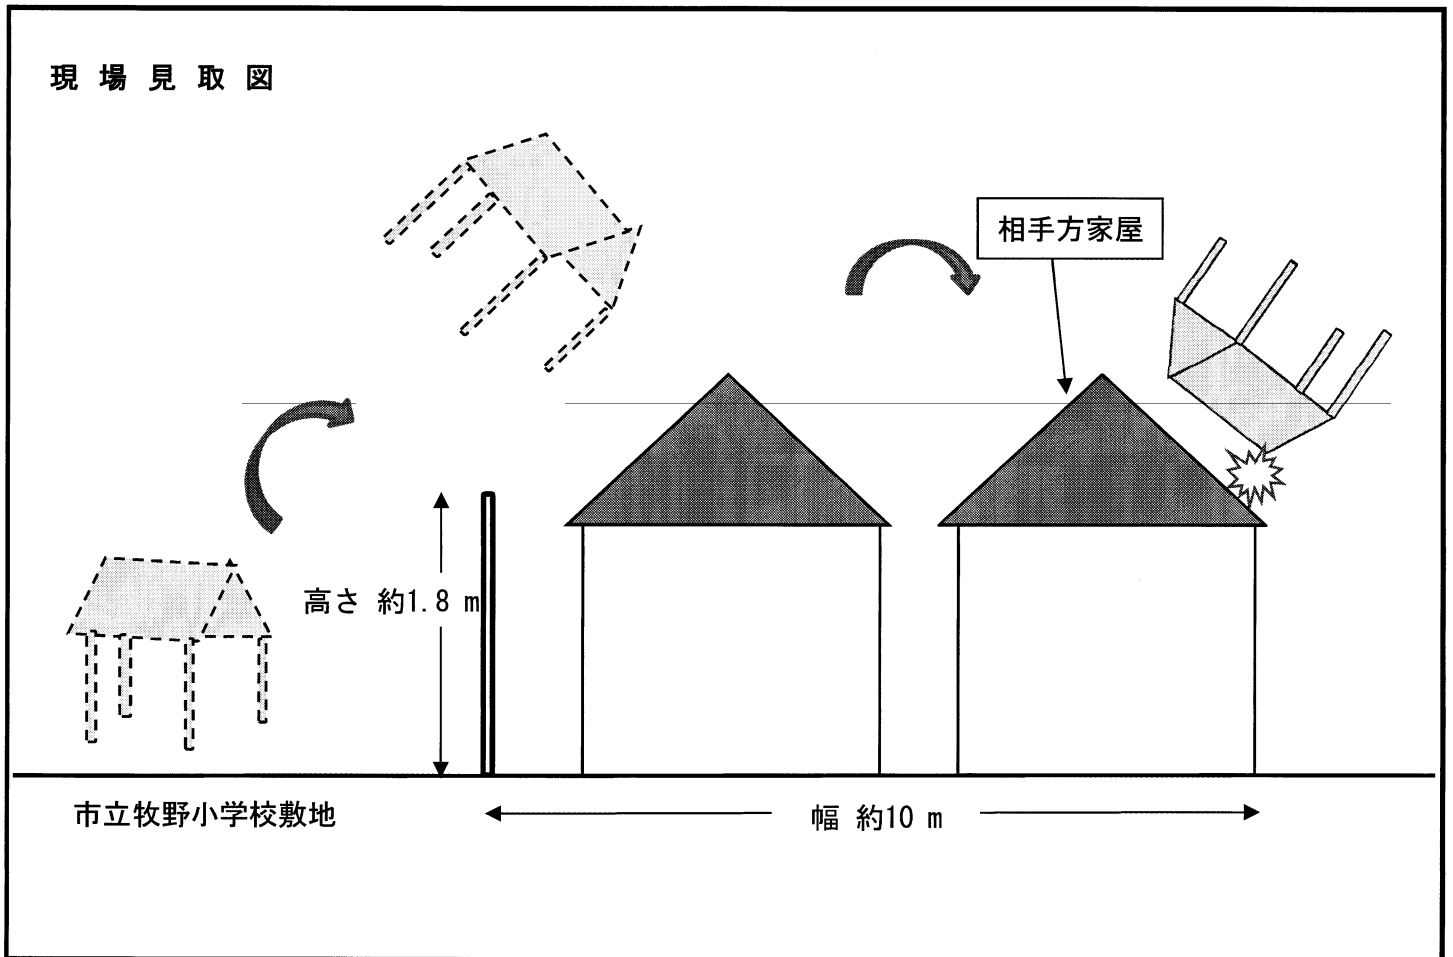 現場見取図
相手方家屋
高さ 約1.8 m
市立牧野小学校敷地
幅 約10 m